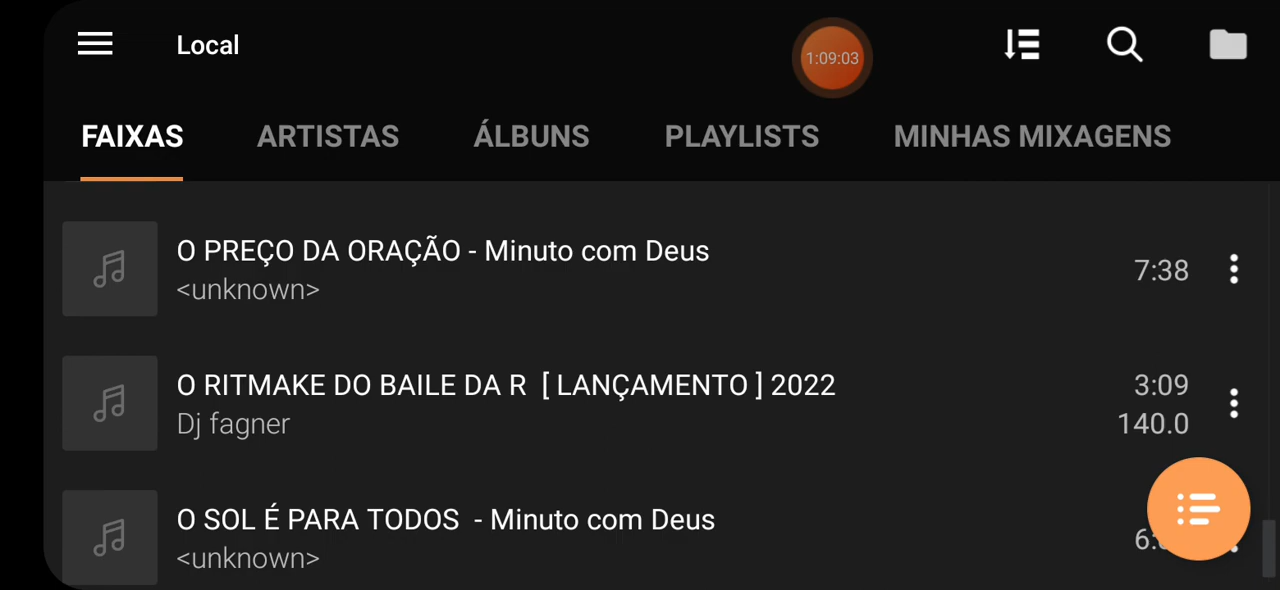 Local
1:09:03
FAIXAS ARTISTAS ÁLBUNS PLAYLISTS MINHAS MIXAGENS
O PREÇO DA ORAÇÃO - Minuto com Deus
<unknown>
7:38
O RITMAKE DO BAILE DA R [ LANÇAMENTO ] 2022
3:09
Dj fagner
140.0
O SOL É PARA TODOS - Minuto com Deus
<unknown>